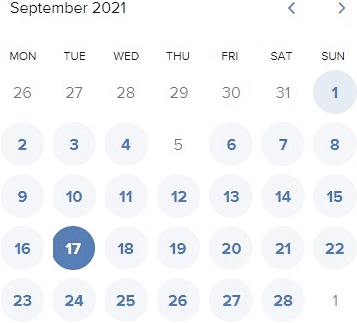 September 2021
MON TUE WED THU FRI SAT SUN
26 27 28 29 30 31 1
2 3 4 5 6 7 8
9 10 11 12 13 14 15
16 17 18 19 20 21 22
23 24 25 26 27 28 1